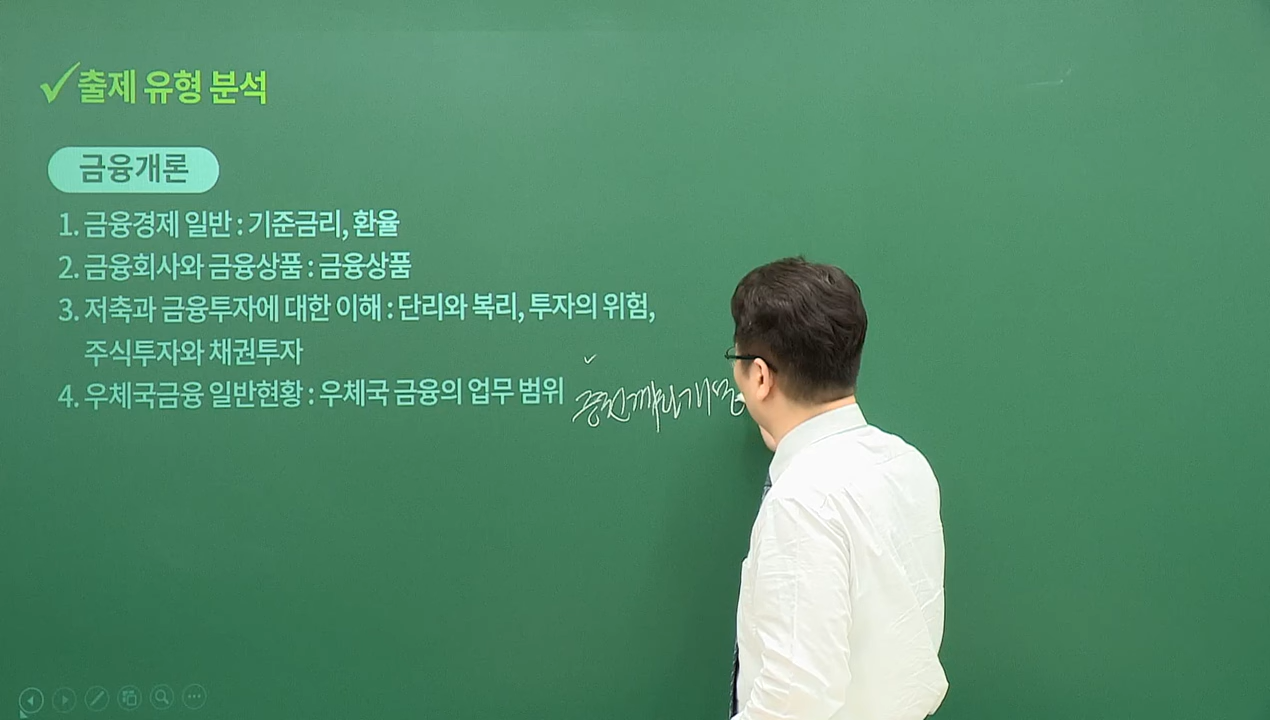 출제 유형 분석
금융개론
1. 금융경제 일반 : 기준금리, 환율
2. 금융회사와 금융상품 : 금융상품
3. 저축과 금융투자에 대한 이해 : 단리와 복리, 투자의 위험,
주식투자와 채권투자
4. 우체국금융 일반현황 : 우체국 금융의 업무 범위